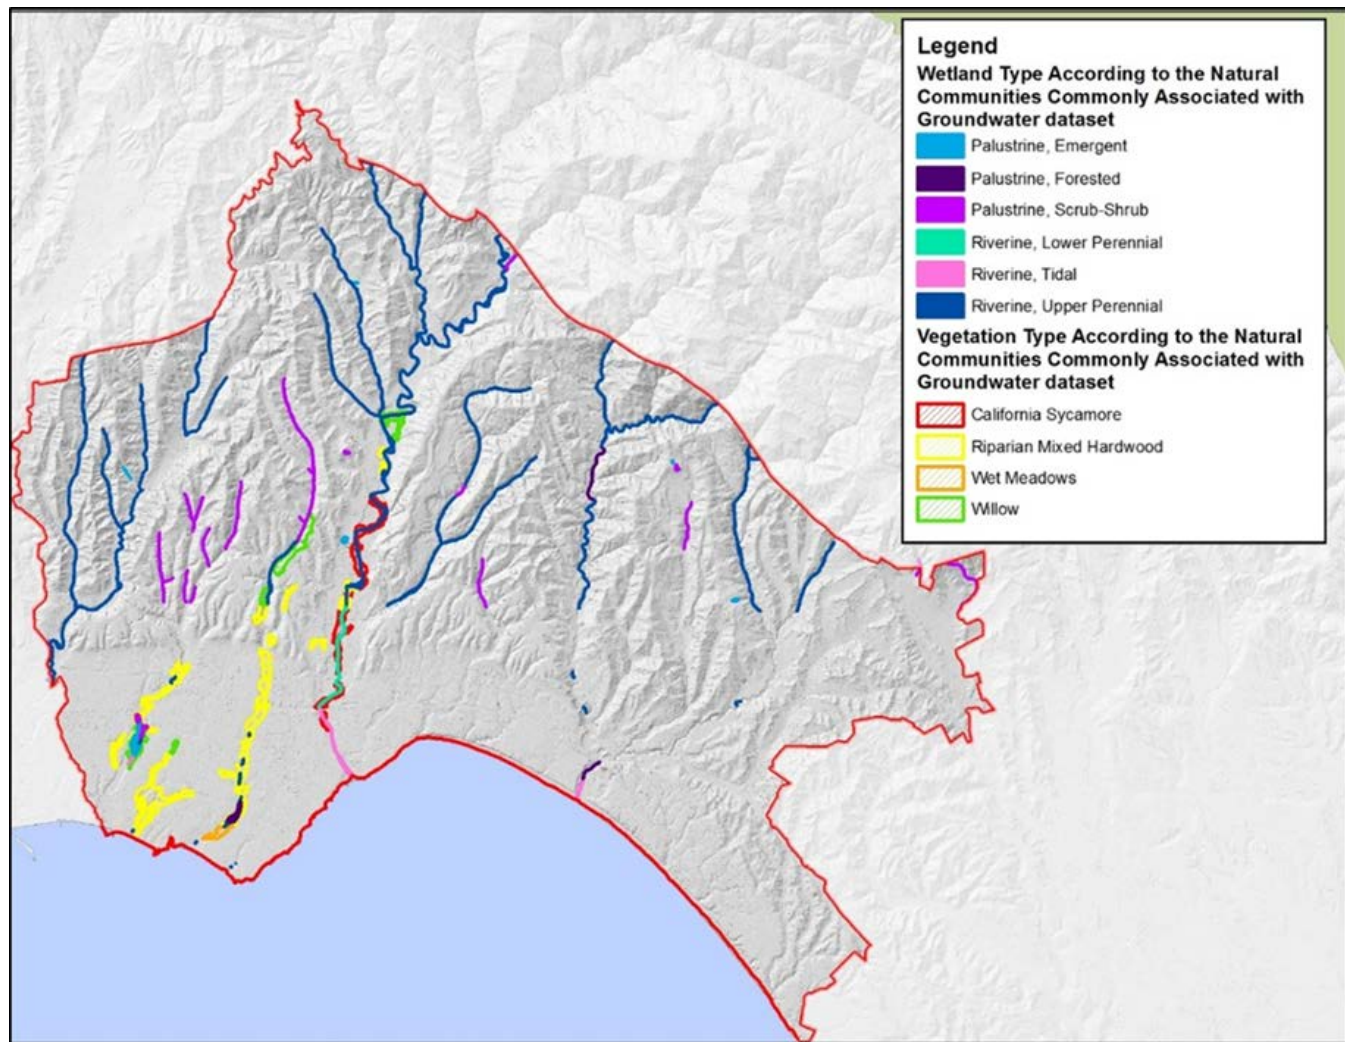 Legend
Wetland Type According to the Natural
Communities Commonly Associated with
Groundwater dataset
Palustrine, Emergent
Palustrine, Forested
Palustrine, Scrub-Shrub
Riverine, Lower Perennial
Riverine, Tidal
Riverine, Upper Perennial
Vegetation Type According to the Natural
Communities Commonly Associated with
Groundwater dataset
California Sycamore
Riparian Mixed Hardwood
Wet Meadows
Willow